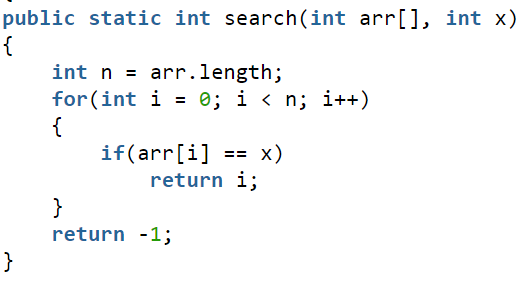 public static int search(int arr[], int x)
{
    int n = arr.length;
    for(int i = 0; i < n; i++)
    {
        if(arr[i] == x)
            return i;
    }
    return -1;
}